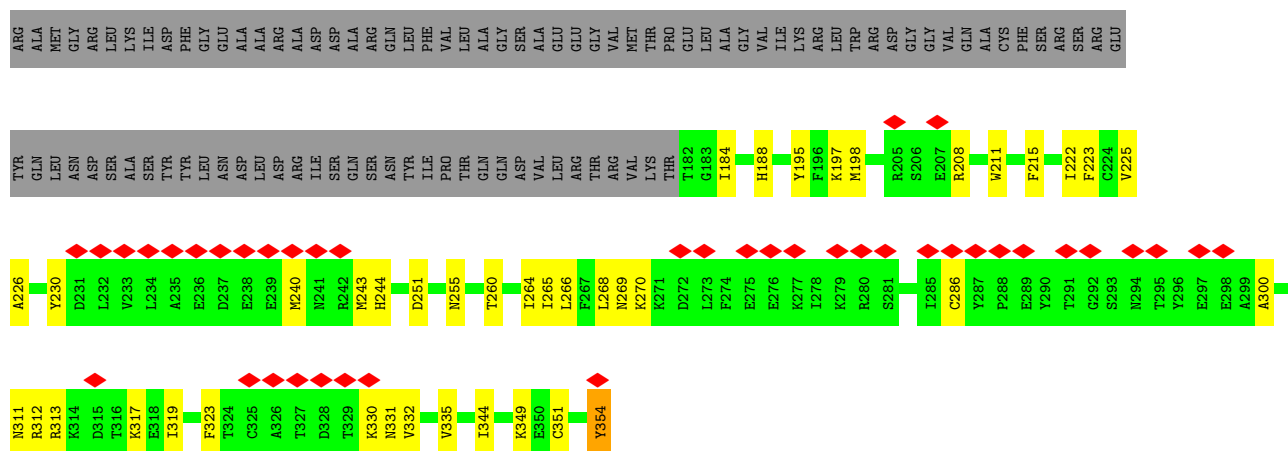 ARG ALA MET GLY ARG LEU LYS ILE ASP PHE GLY GLU ALA ALA ARG ALA ASP ASP ALA ARG GLN LEU PHE VAL LEU ALA GLY SER ALA GLU GLU GLY VAL MET THR PRO GLU LEU ALA GLY VAL ILE LYS ARG LEU TRP ARG ASP GLY GLY VAL GLN ALA CYS PHE SER ARG SER ARG GLU
TYR GLN LEU ASN ASP SER ALA SER TYR TYR LEU ASN ASP LEU ASP ARG ILE SER GLN SER ASN TYR ILE PRO THR GLN GLN ASP VAL LEU ARG THR ARG VAL LYS THR T182 G183 I184 H188 Y195 F196 K197 M198 R205 S206 E207 R208 W211 F215 I222 F223 C224 V225
A226 Y230 D231 L232 V233 L234 A235 E236 D237 E238 E239 M240 N241 R242 M243 H244 D251 N255 T260 I264 I265 L266 F267 L268 N269 K270 K271 D272 L273 F274 E275 E276 K277 I278 K279 R280 S281 I285 C286 Y287 P288 E289 Y290 T291 G292 S293 N294 T295 Y296 E297 E298 A299 A300
N311 R312 R313 K314 D315 T316 K317 E318 I319 F323 T324 C325 A326 T327 D328 T329 K330 N331 V332 V335 I344 K349 E350 C351 Y354